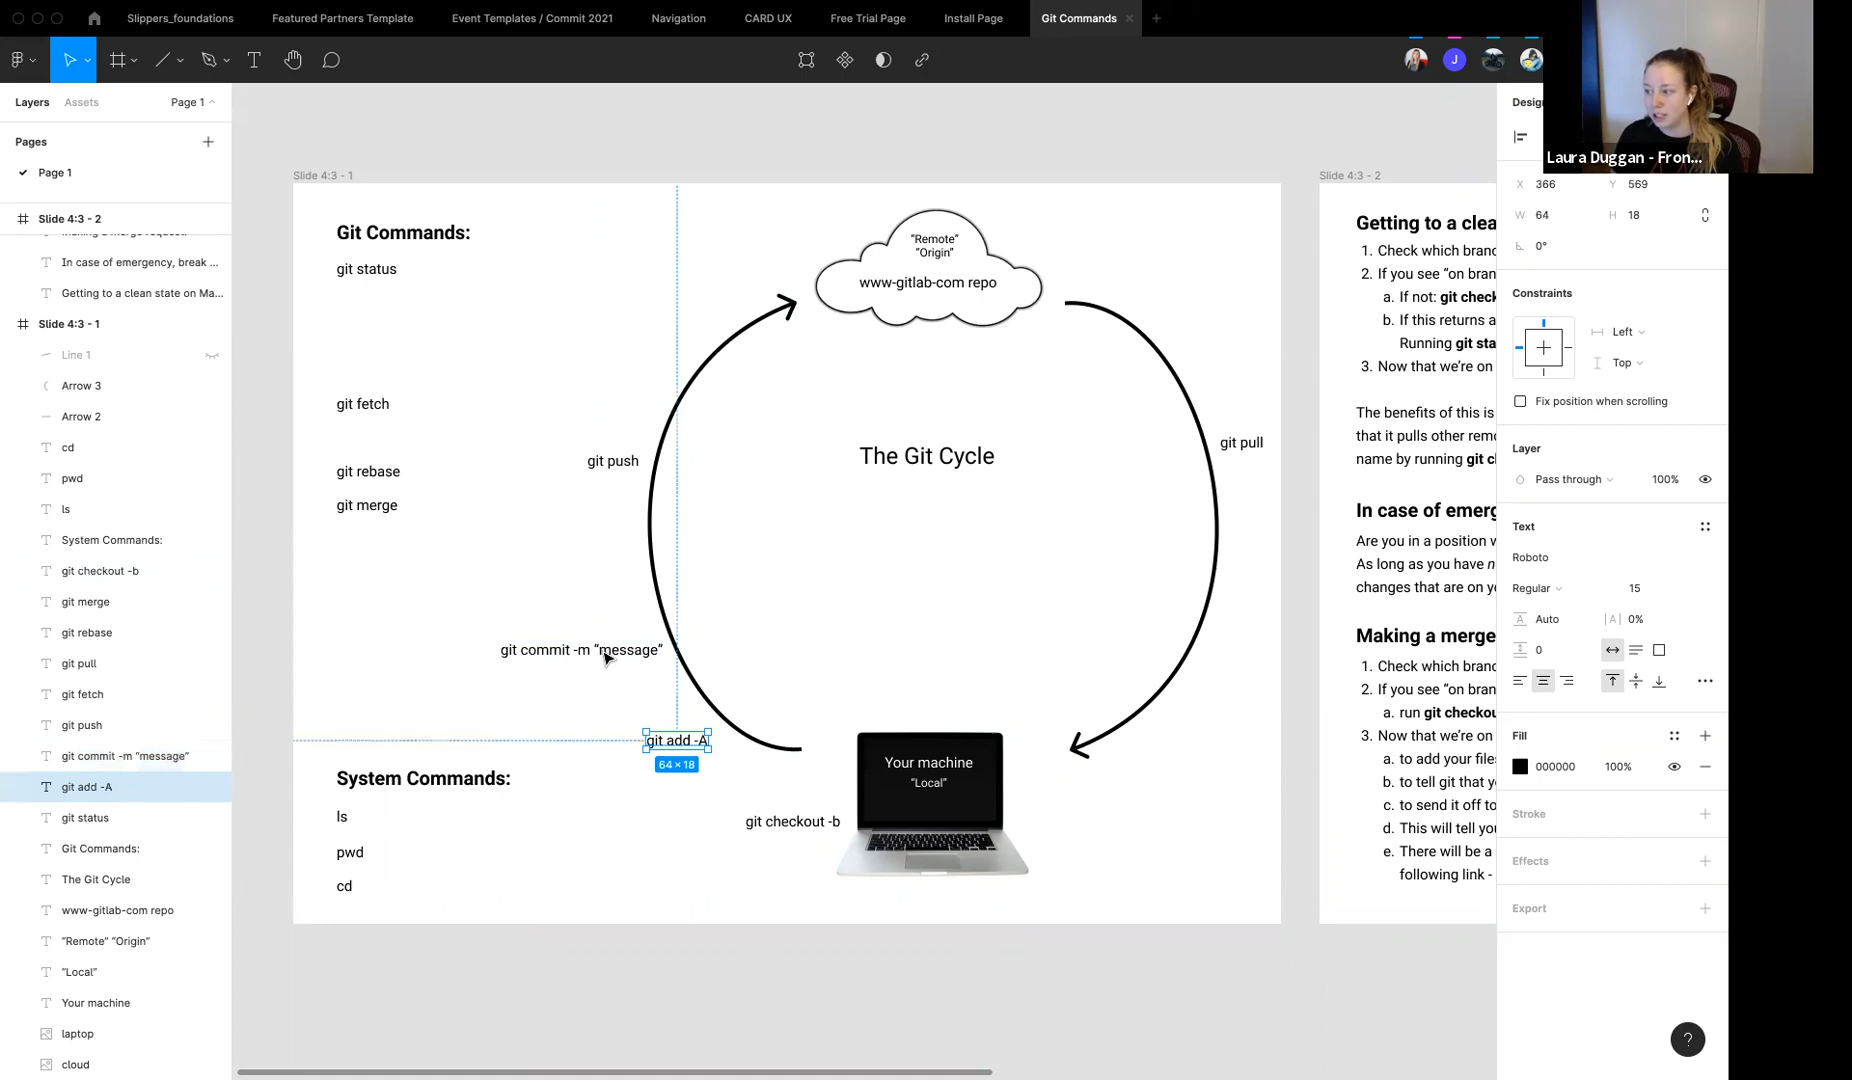 Slippers_foundations
Featured Partners Template
Event Templates / Commit 2021
Navigation
CARD UX
Free Trial Page
Install Page
Git Commands
J
Laura Duggan - Fron...
Layers
Assets
Page 1
Pages
Page 1
Slide 4:3 - 2
In case of emergency, break ...
Getting to a clean state on Ma...
Slide 4:3 - 1
Line 1
Arrow 3
Arrow 2
cd
pwd
ls
System Commands:
git checkout -b
git merge
git rebase
git pull
git fetch
git push
git commit -m “message”
git add -A
git status
Git Commands:
The Git Cycle
www-gitlab-com repo
“Remote” “Origin”
“Local”
Your machine
laptop
cloud
Slide 4:3 - 1
Git Commands:
git status
git fetch
git rebase
git merge
git push
git commit -m “message”
git add -A
64 × 18
System Commands:
ls
pwd
cd
“Remote”
“Origin”
www-gitlab-com repo
The Git Cycle
git pull
Your machine
“Local”
git checkout -b
Slide 4:3 - 2
Getting to a clea
1. Check which bran
2. If you see “on bran
a. If not: git check
b. If this returns a
Running git sta
3. Now that we’re on
The benefits of this is
that it pulls other remo
name by running git cl
In case of emerg
Are you in a position w
As long as you have n
changes that are on yo
Making a merge
1. Check which bran
2. If you see “on bran
a. run git checkou
3. Now that we’re on
a. to add your files
b. to tell git that yo
c. to send it off to
d. This will tell you
e. There will be a
following link -
Desig
X 366
Y 569
W 64
H 18
0°
Constraints
Left
Top
Fix position when scrolling
Layer
Pass through
100%
Text
Roboto
Regular
15
A Auto
|A| 0%
0
Fill
000000
100%
Stroke
Effects
Export
?